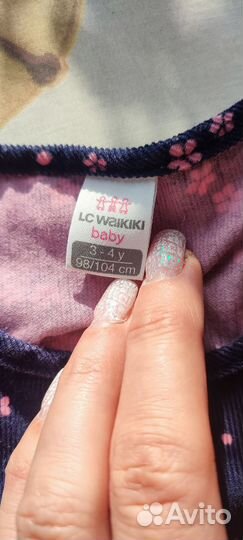 LC WAIKIKI
baby
3 - 4 y
98/104 cm
Avito